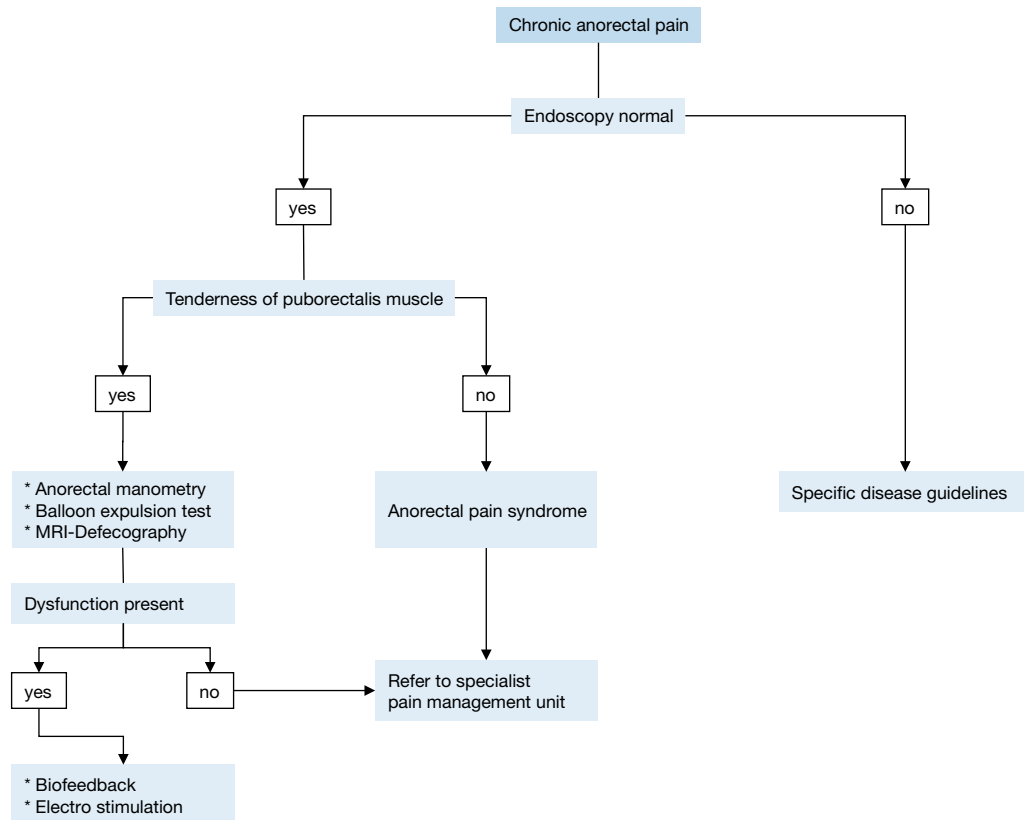 Chronic anorectal pain
Endoscopy normal
yes
no
Tenderness of puborectalis muscle
yes
no
* Anorectal manometry
* Balloon expulsion test
* MRI-Defecography
Anorectal pain syndrome
Specific disease guidelines
Dysfunction present
yes
no
Refer to specialist
pain management unit
* Biofeedback
* Electro stimulation